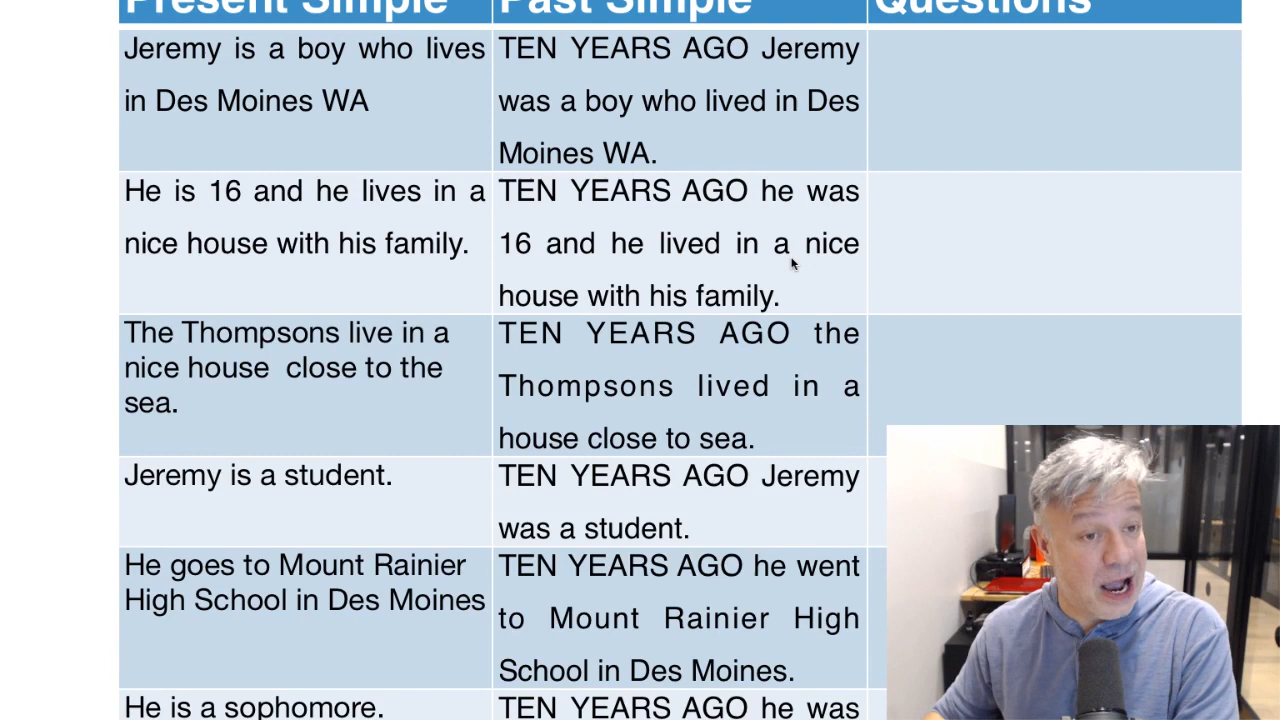 Present Simple
Past Simple
Questions
Jeremy is a boy who lives
in Des Moines WA
TEN YEARS AGO Jeremy
was a boy who lived in Des
Moines WA.
He is 16 and he lives in a
nice house with his family.
TEN YEARS AGO he was
16 and he lived in a nice
house with his family.
The Thompsons live in a
nice house close to the
sea.
TEN YEARS AGO the
Thompsons lived in a
house close to sea.
Jeremy is a student.
TEN YEARS AGO Jeremy
was a student.
He goes to Mount Rainier
High School in Des Moines
TEN YEARS AGO he went
to Mount Rainier High
School in Des Moines.
He is a sophomore.
TEN YEARS AGO he was